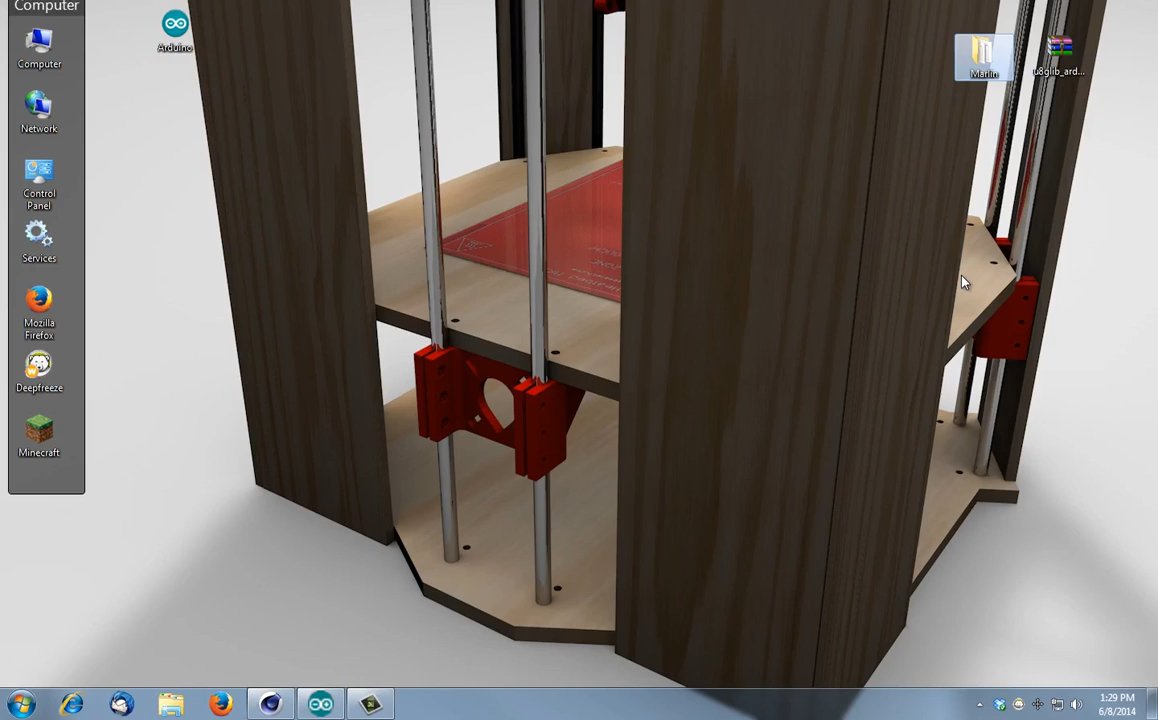 Computer
Computer
Network
Control
Panel
Services
Mozilla
Firefox
Deepfreeze
Minecraft
Arduino
Marlin
u8glib_ard...
1:29 PM
6/8/2014